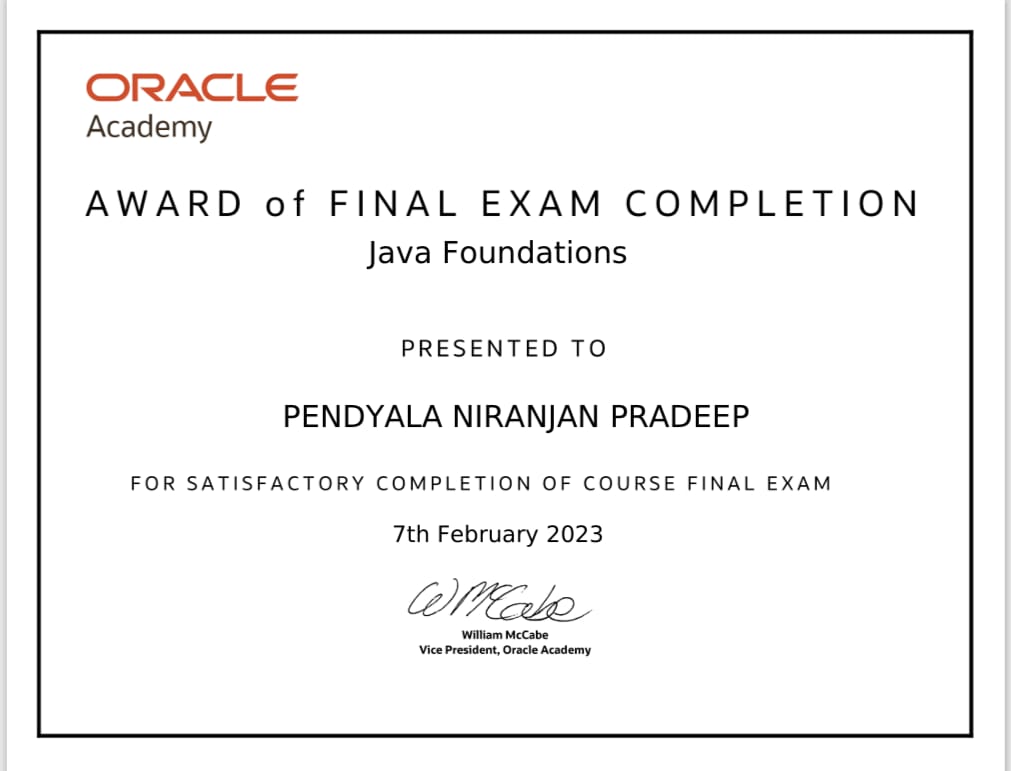 ORACLE
Academy
AWARD of FINAL EXAM COMPLETION
Java Foundations
PRESENTED TO
PENDYALA NIRANJAN PRADEEP
FOR SATISFACTORY COMPLETION OF COURSE FINAL EXAM
7th February 2023
W McCabe
William McCabe
Vice President, Oracle Academy